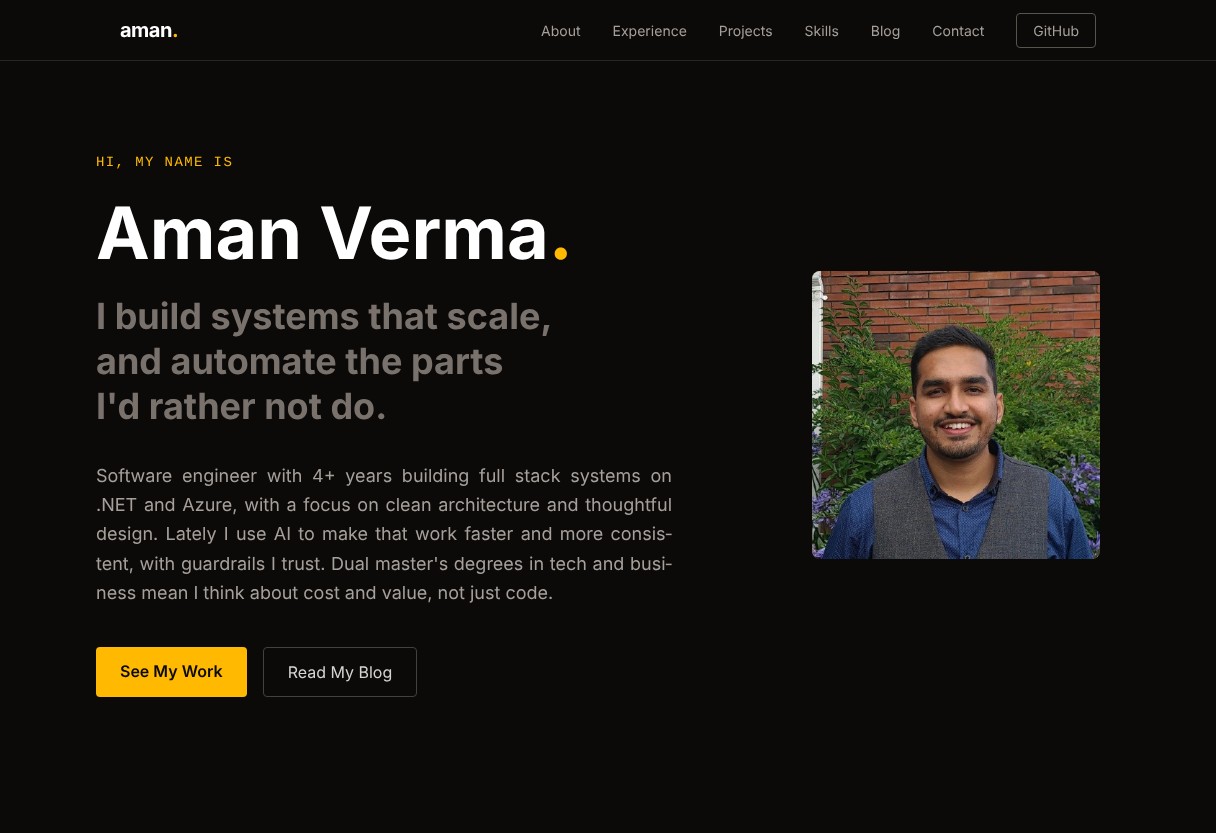 aman.
About Experience Projects Skills Blog Contact GitHub
HI, MY NAME IS
Aman Verma.
I build systems that scale,
and automate the parts
I'd rather not do.
Software engineer with 4+ years building full stack systems on
.NET and Azure, with a focus on clean architecture and thoughtful
design. Lately I use AI to make that work faster and more consis-
tent, with guardrails I trust. Dual master's degrees in tech and busi-
ness mean I think about cost and value, not just code.
See My Work
Read My Blog